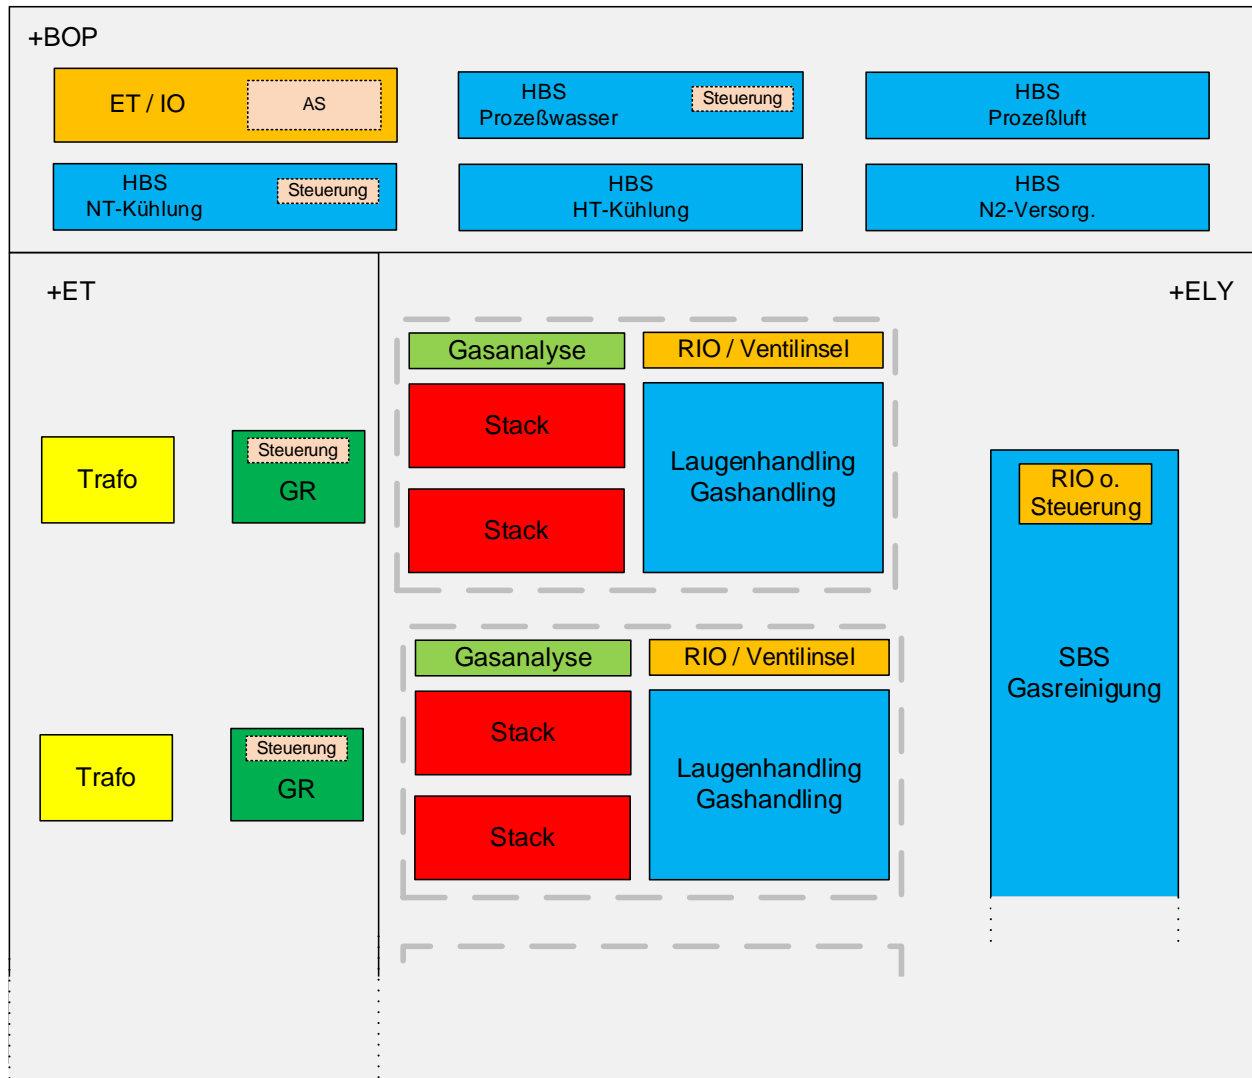 +BOP
ET / IO
AS
HBS
Prozeßwasser
Steuerung
HBS
Prozeßluft
HBS
NT-Kühlung
Steuerung
HBS
HT-Kühlung
HBS
N2-Versorg.
+ET
+ELY
Gasanalyse
RIO / Ventilinsel
Stack
Stack
Laugenhandling
Gashandling
Trafo
Steuerung
GR
RIO o.
Steuerung
SBS
Gasreinigung
Gasanalyse
RIO / Ventilinsel
Stack
Stack
Laugenhandling
Gashandling
Trafo
Steuerung
GR